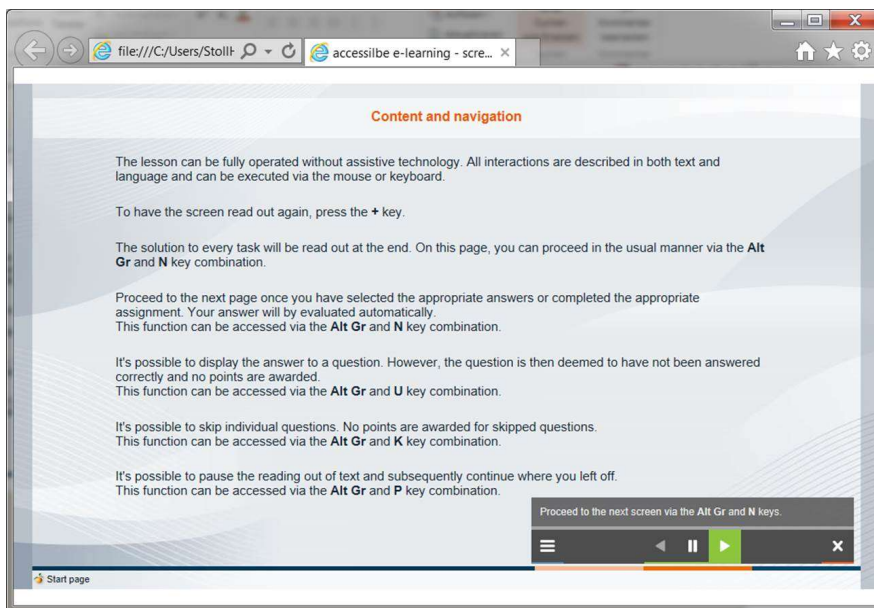 file:///C:/Users/Stollh
accessilbe e-learning - scre...
Content and navigation
The lesson can be fully operated without assistive technology. All interactions are described in both text and
language and can be executed via the mouse or keyboard.
To have the screen read out again, press the + key.
The solution to every task will be read out at the end. On this page, you can proceed in the usual manner via the Alt
Gr and N key combination.
Proceed to the next page once you have selected the appropriate answers or completed the appropriate
assignment. Your answer will by evaluated automatically.
This function can be accessed via the Alt Gr and N key combination.
It's possible to display the answer to a question. However, the question is then deemed to have not been answered
correctly and no points are awarded.
This function can be accessed via the Alt Gr and U key combination.
It's possible to skip individual questions. No points are awarded for skipped questions.
This function can be accessed via the Alt Gr and K key combination.
It's possible to pause the reading out of text and subsequently continue where you left off.
This function can be accessed via the Alt Gr and P key combination.
Proceed to the next screen via the Alt Gr and N keys.
Start page